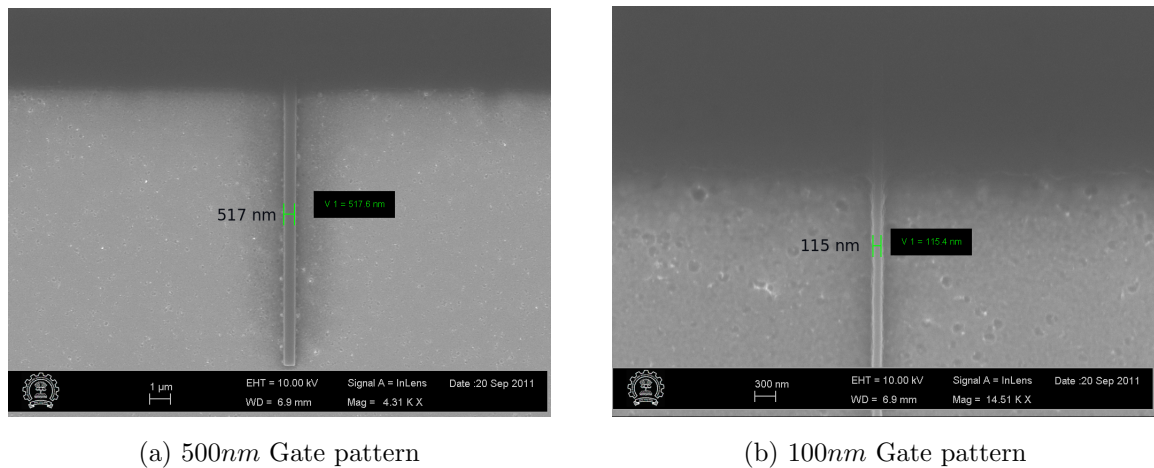 517 nm
V 1 = 517.6 nm
1 µm
EHT = 10.00 kV
Signal A = InLens
Date :20 Sep 2011
WD = 6.9 mm
Mag = 4.31 K X
(a) 500nm Gate pattern
115 nm
V 1 = 115.4 nm
300 nm
EHT = 10.00 kV
Signal A = InLens
Date :20 Sep 2011
WD = 6.9 mm
Mag = 14.51 K X
(b) 100nm Gate pattern